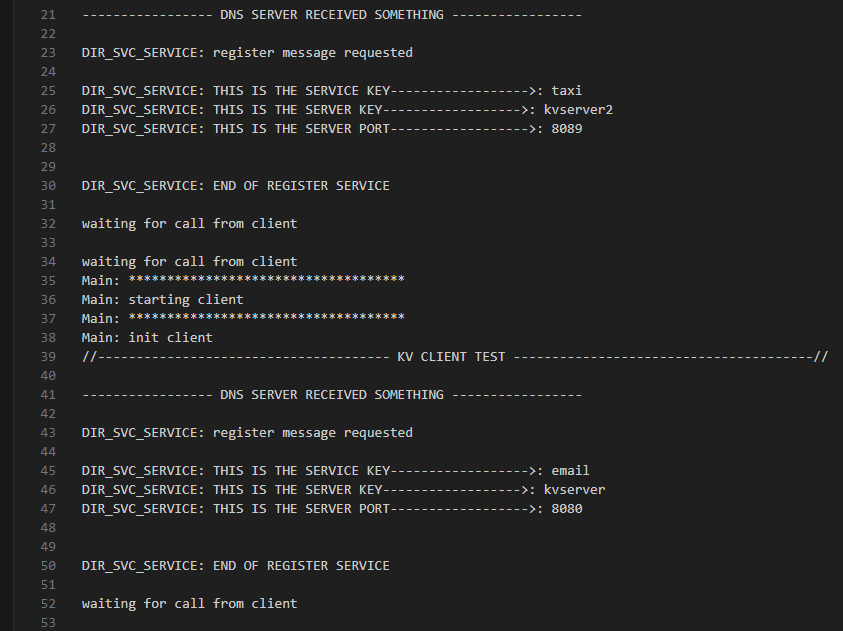 21 ----------------- DNS SERVER RECEIVED SOMETHING -----------------
22
23 DIR_SVC_SERVICE: register message requested
24
25 DIR_SVC_SERVICE: THIS IS THE SERVICE KEY------------------>: taxi
26 DIR_SVC_SERVICE: THIS IS THE SERVER KEY------------------>: kvserver2
27 DIR_SVC_SERVICE: THIS IS THE SERVER PORT------------------>: 8089
28
29
30 DIR_SVC_SERVICE: END OF REGISTER SERVICE
31
32 waiting for call from client
33
34 waiting for call from client
35 Main: ************************************
36 Main: starting client
37 Main: ************************************
38 Main: init client
39 //-------------------------------------- KV CLIENT TEST ---------------------------------------//
40
41 ----------------- DNS SERVER RECEIVED SOMETHING -----------------
42
43 DIR_SVC_SERVICE: register message requested
44
45 DIR_SVC_SERVICE: THIS IS THE SERVICE KEY------------------>: email
46 DIR_SVC_SERVICE: THIS IS THE SERVER KEY------------------>: kvserver
47 DIR_SVC_SERVICE: THIS IS THE SERVER PORT------------------>: 8080
48
49
50 DIR_SVC_SERVICE: END OF REGISTER SERVICE
51
52 waiting for call from client
53